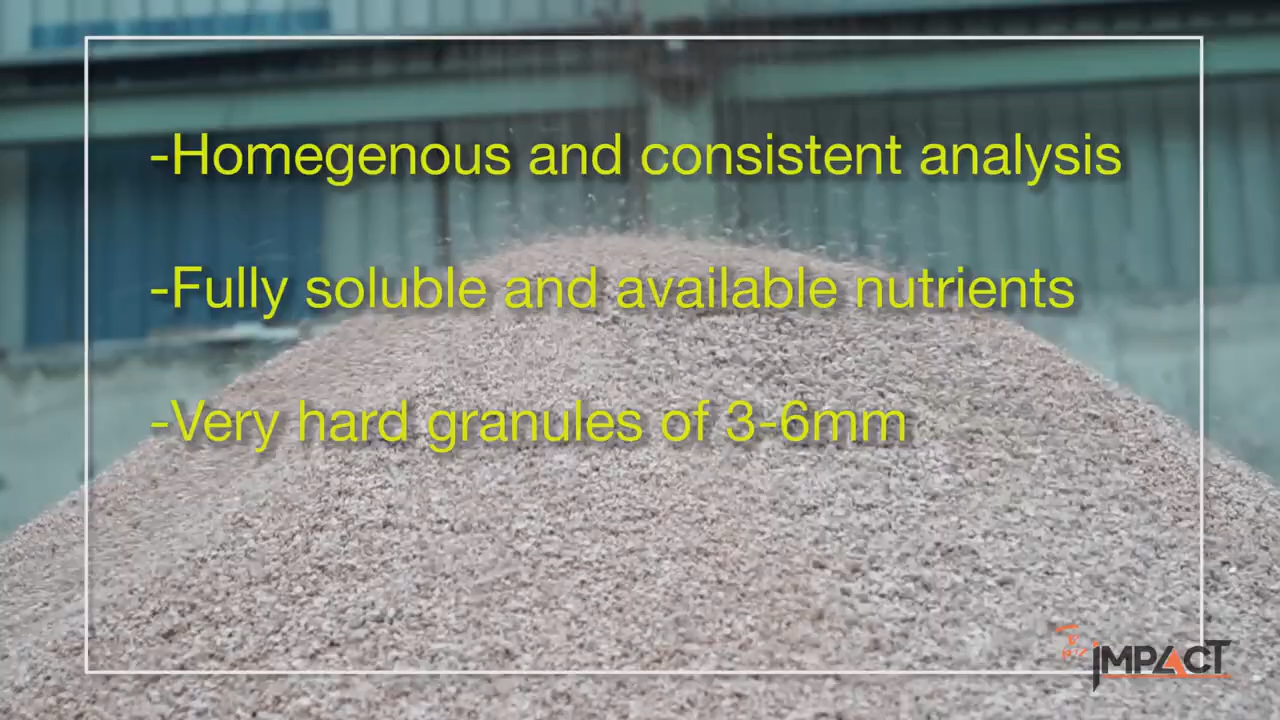 -Homegenous and consistent analysis
-Fully soluble and available nutrients
-Very hard granules of 3-6mm
iMPACT